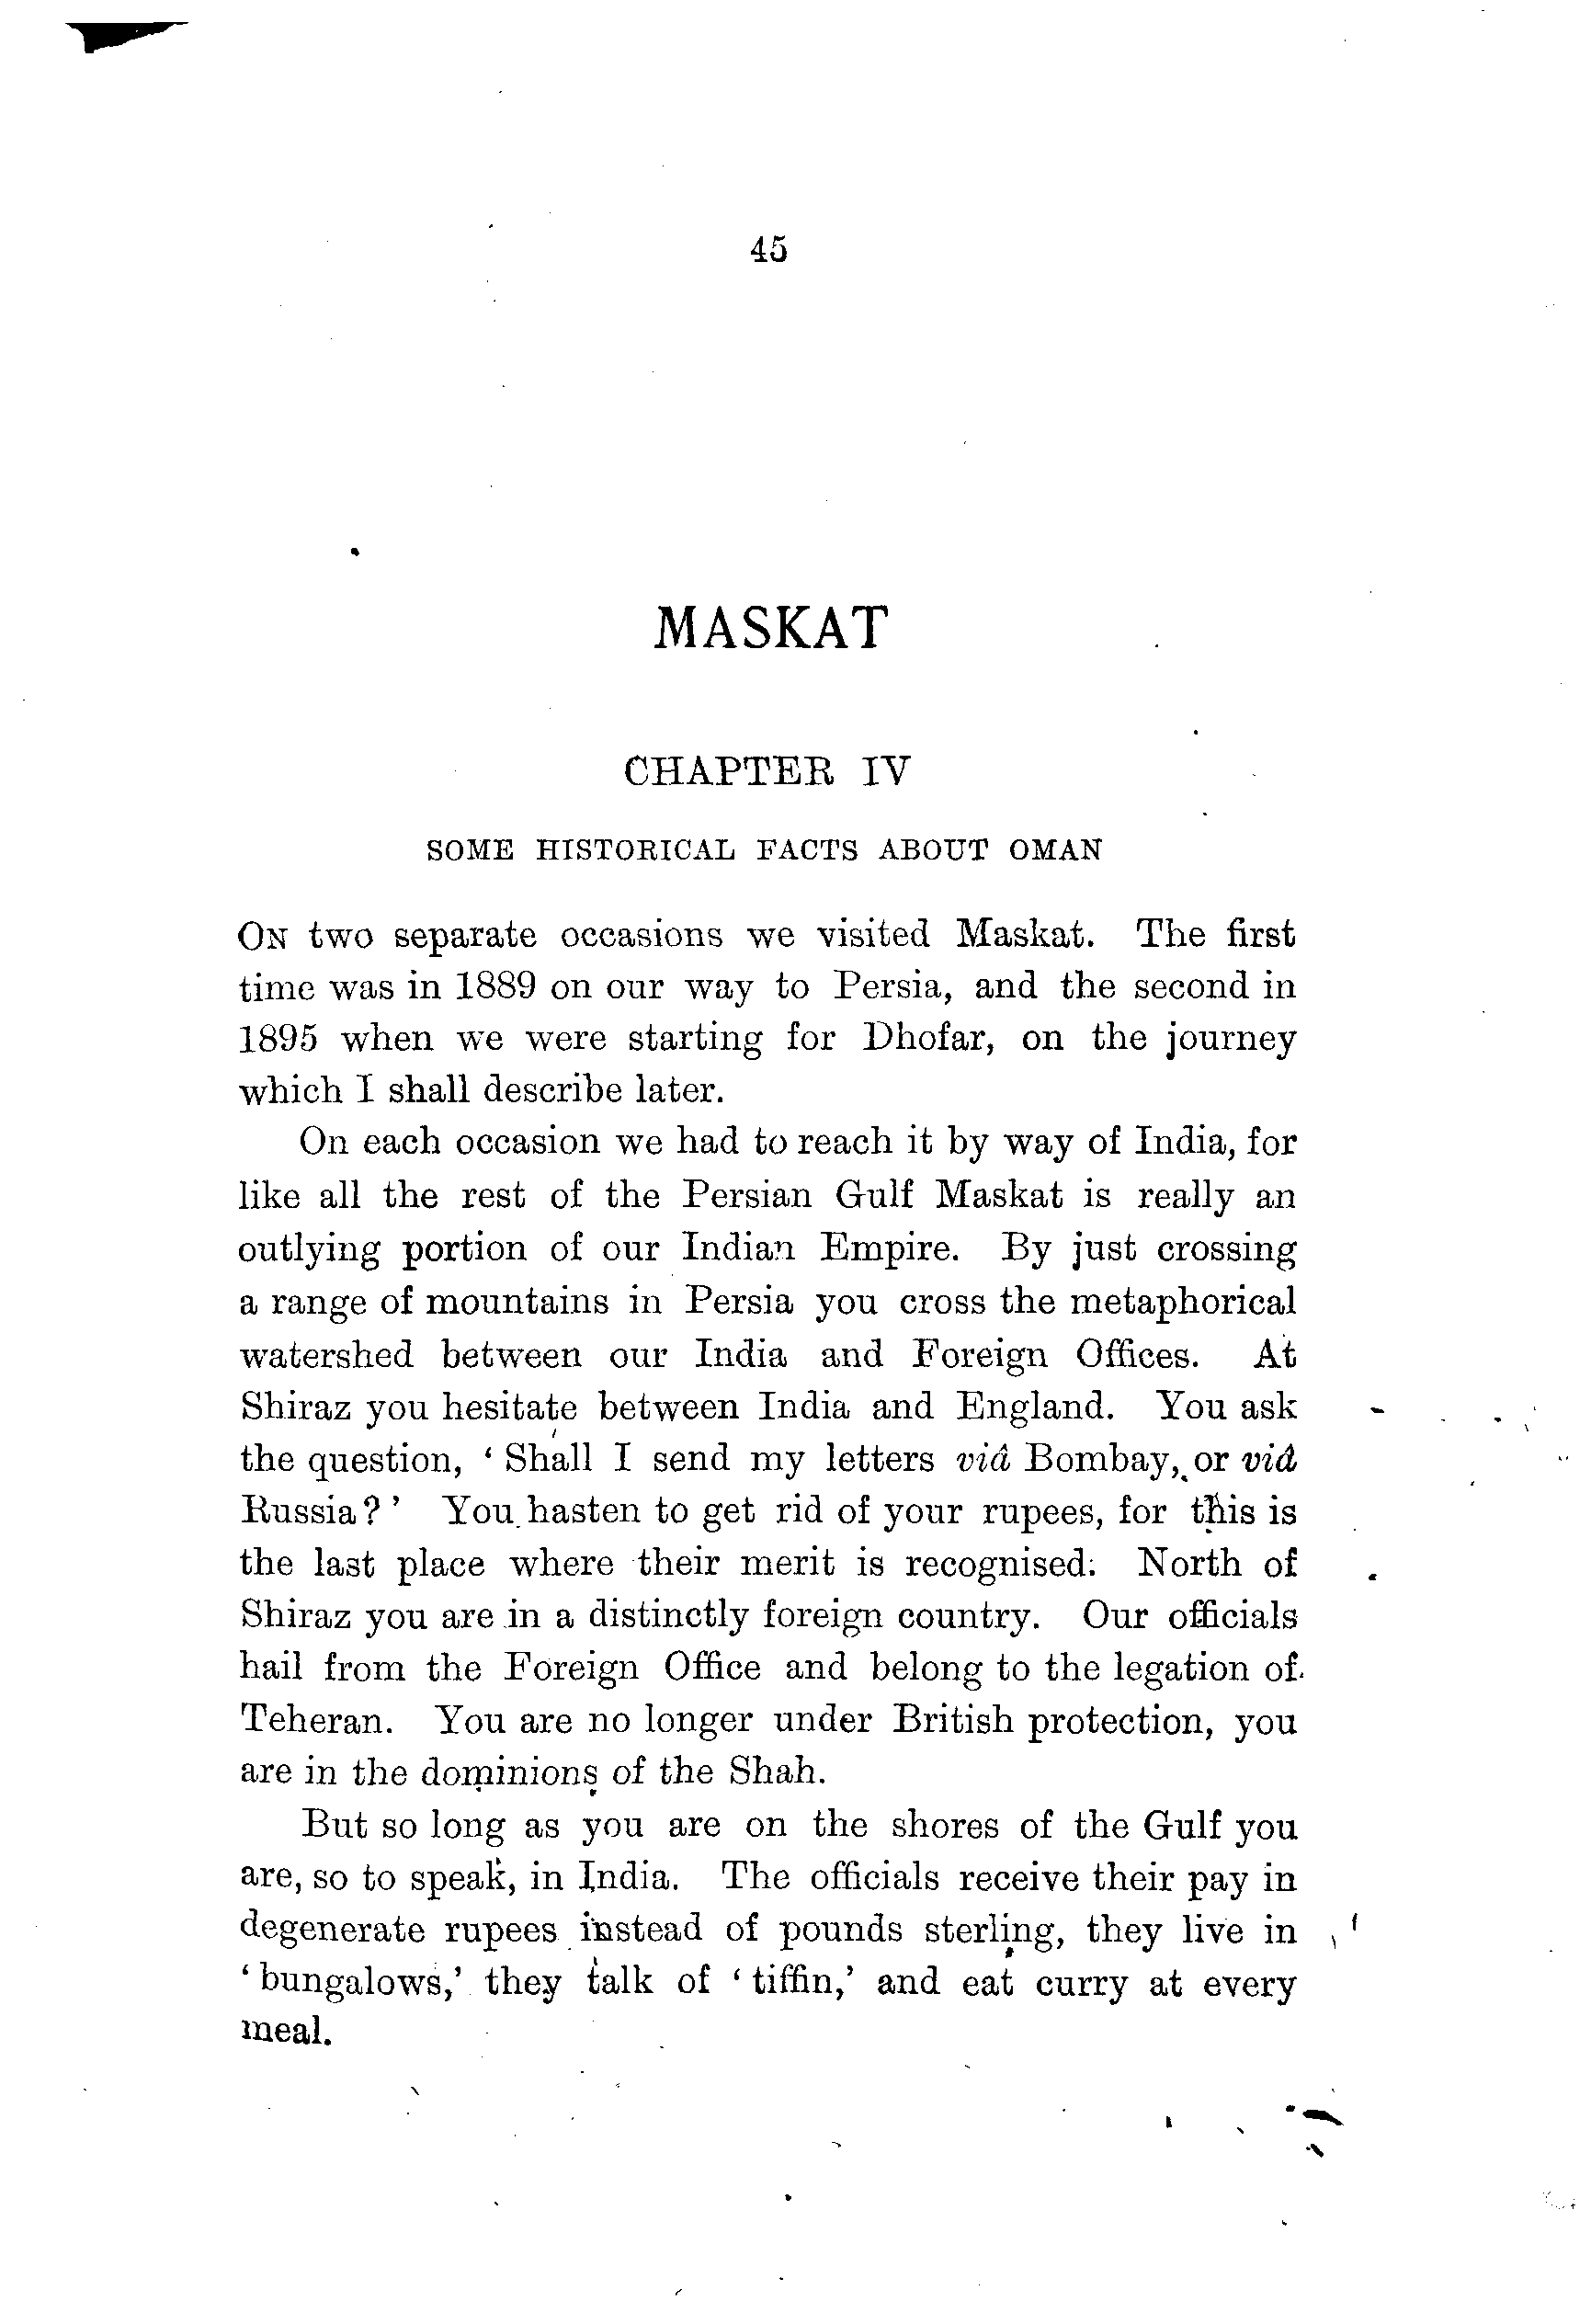 45
MASKAT
CHAPTER IV
SOME HISTORICAL FACTS ABOUT OMAN
ON two separate occasions we visited Maskat. The first
time was in 1889 on our way to Persia, and the second in
1895 when we were starting for Dhofar, on the journey
which I shall describe later.
On each occasion we had to reach it by way of India, for
like all the rest of the Persian Gulf Maskat is really an
outlying portion of our Indian Empire. By just crossing
a range of mountains in Persia you cross the metaphorical
watershed between our India and Foreign Offices. At
Shiraz you hesitate between India and England. You ask
the question, ‘Shall I send my letters viâ Bombay, or viâ
Russia?’ You hasten to get rid of your rupees, for this is
the last place where their merit is recognised. North of
Shiraz you are in a distinctly foreign country. Our officials
hail from the Foreign Office and belong to the legation of
Teheran. You are no longer under British protection, you
are in the dominions of the Shah.
But so long as you are on the shores of the Gulf you
are, so to speak, in India. The officials receive their pay in
degenerate rupees instead of pounds sterling, they live in
‘bungalows,’ they talk of ‘tiffin,’ and eat curry at every
meal.